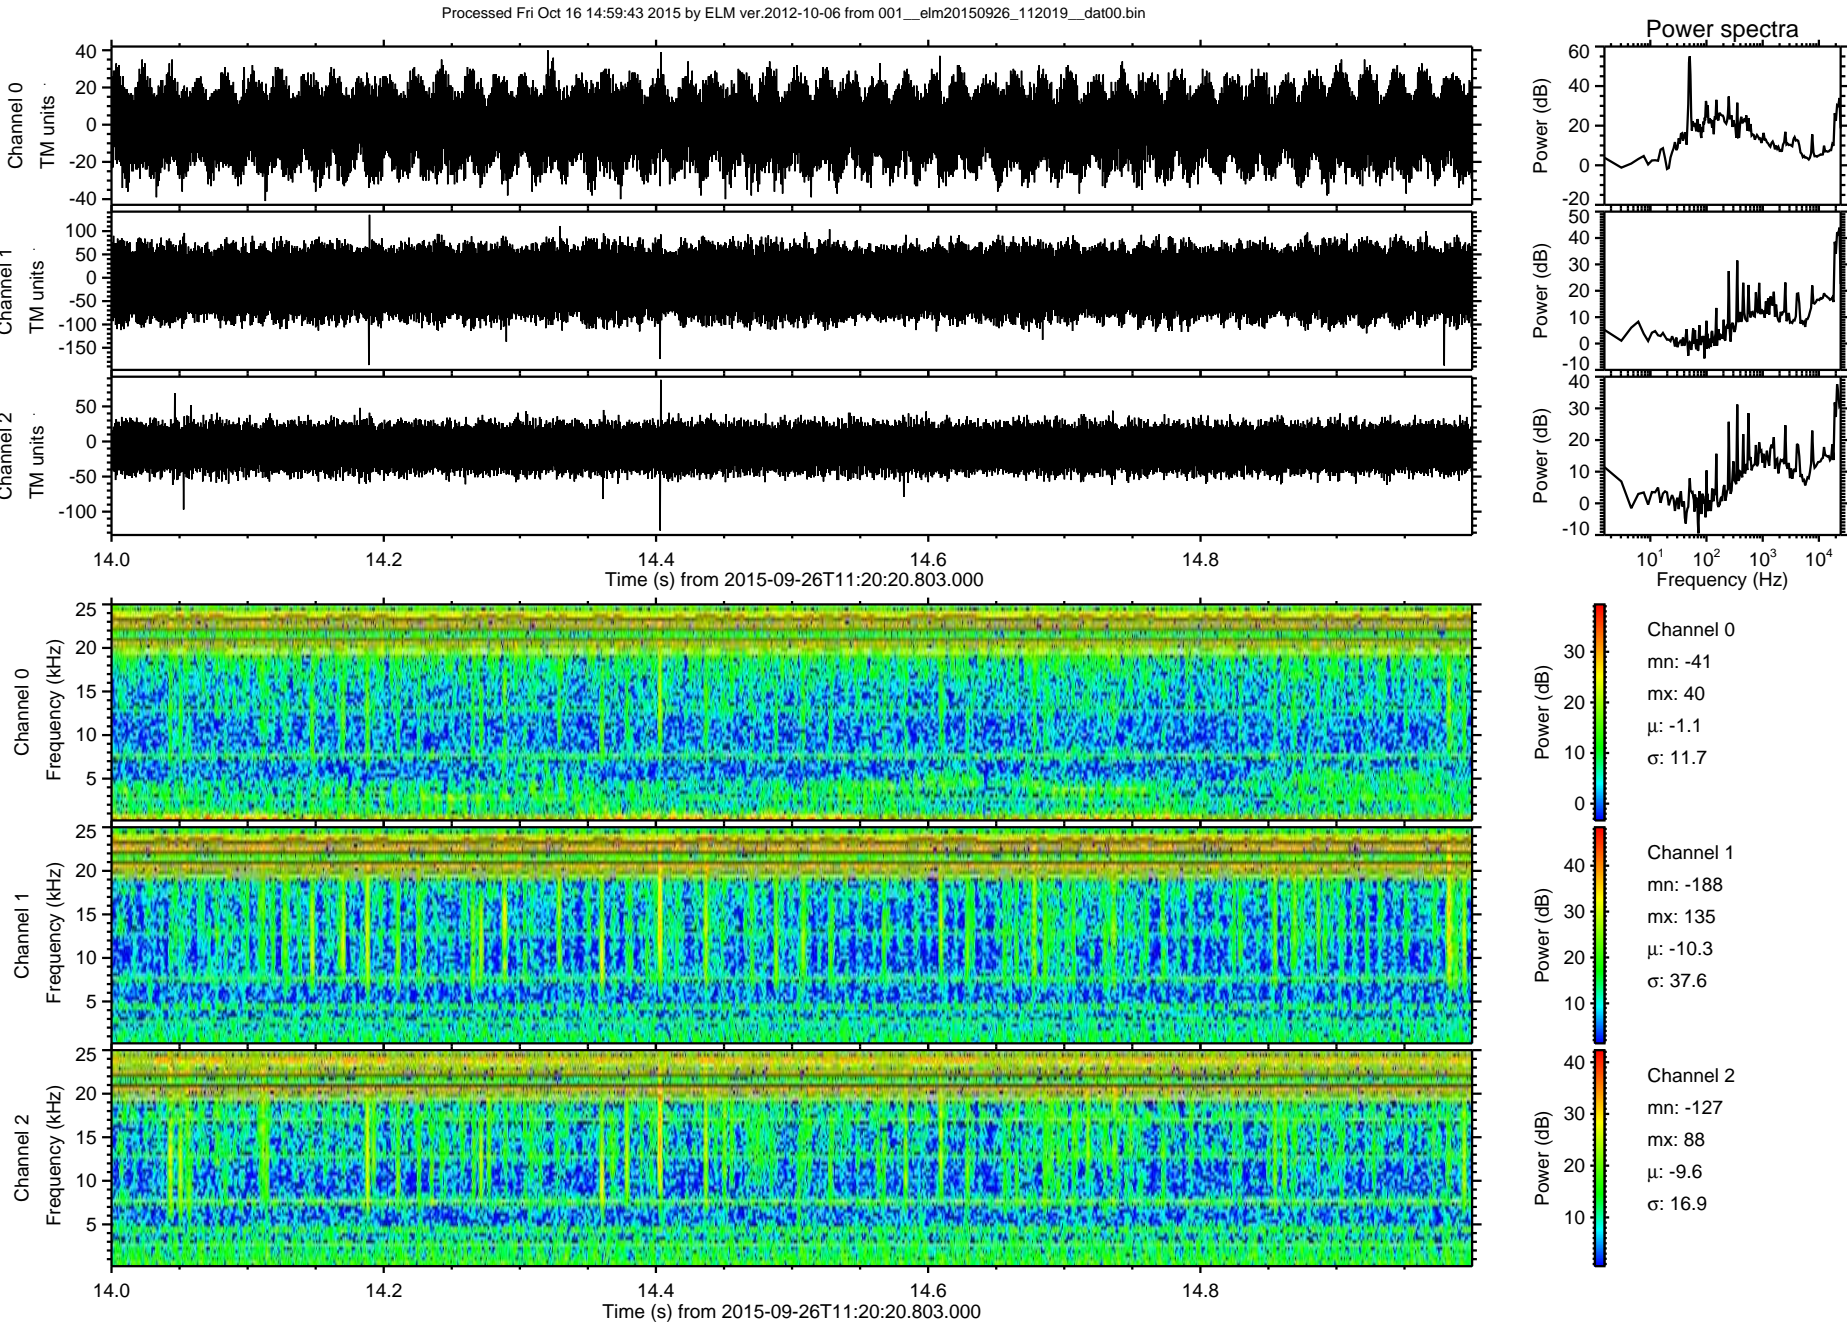 Processed Fri Oct 16 14:59:43 2015 by ELM ver.2012-10-06 from 001__elm20150926_112019__dat00.bin
Power spectra
Channel 0
TM units
40
20
0
-20
-40
Power (dB)
60
40
20
0
-20
Channel 1
TM units
100
50
0
-50
-100
-150
Power (dB)
50
40
30
20
10
0
-10
Channel 2
TM units
50
0
-50
-100
Power (dB)
40
30
20
10
0
-10
14.0 14.2 14.4 14.6 14.8
Time (s) from 2015-09-26T11:20:20.803.000
10^1 10^2 10^3 10^4
Frequency (Hz)
Channel 0
Frequency (kHz)
25
20
15
10
5
Power (dB)
30
20
10
0
Channel 0
mn: -41
mx: 40
μ: -1.1
σ: 11.7
Channel 1
Frequency (kHz)
25
20
15
10
5
Power (dB)
40
30
20
10
Channel 1
mn: -188
mx: 135
μ: -10.3
σ: 37.6
Channel 2
Frequency (kHz)
25
20
15
10
5
Power (dB)
40
30
20
10
Channel 2
mn: -127
mx: 88
μ: -9.6
σ: 16.9
14.0 14.2 14.4 14.6 14.8
Time (s) from 2015-09-26T11:20:20.803.000